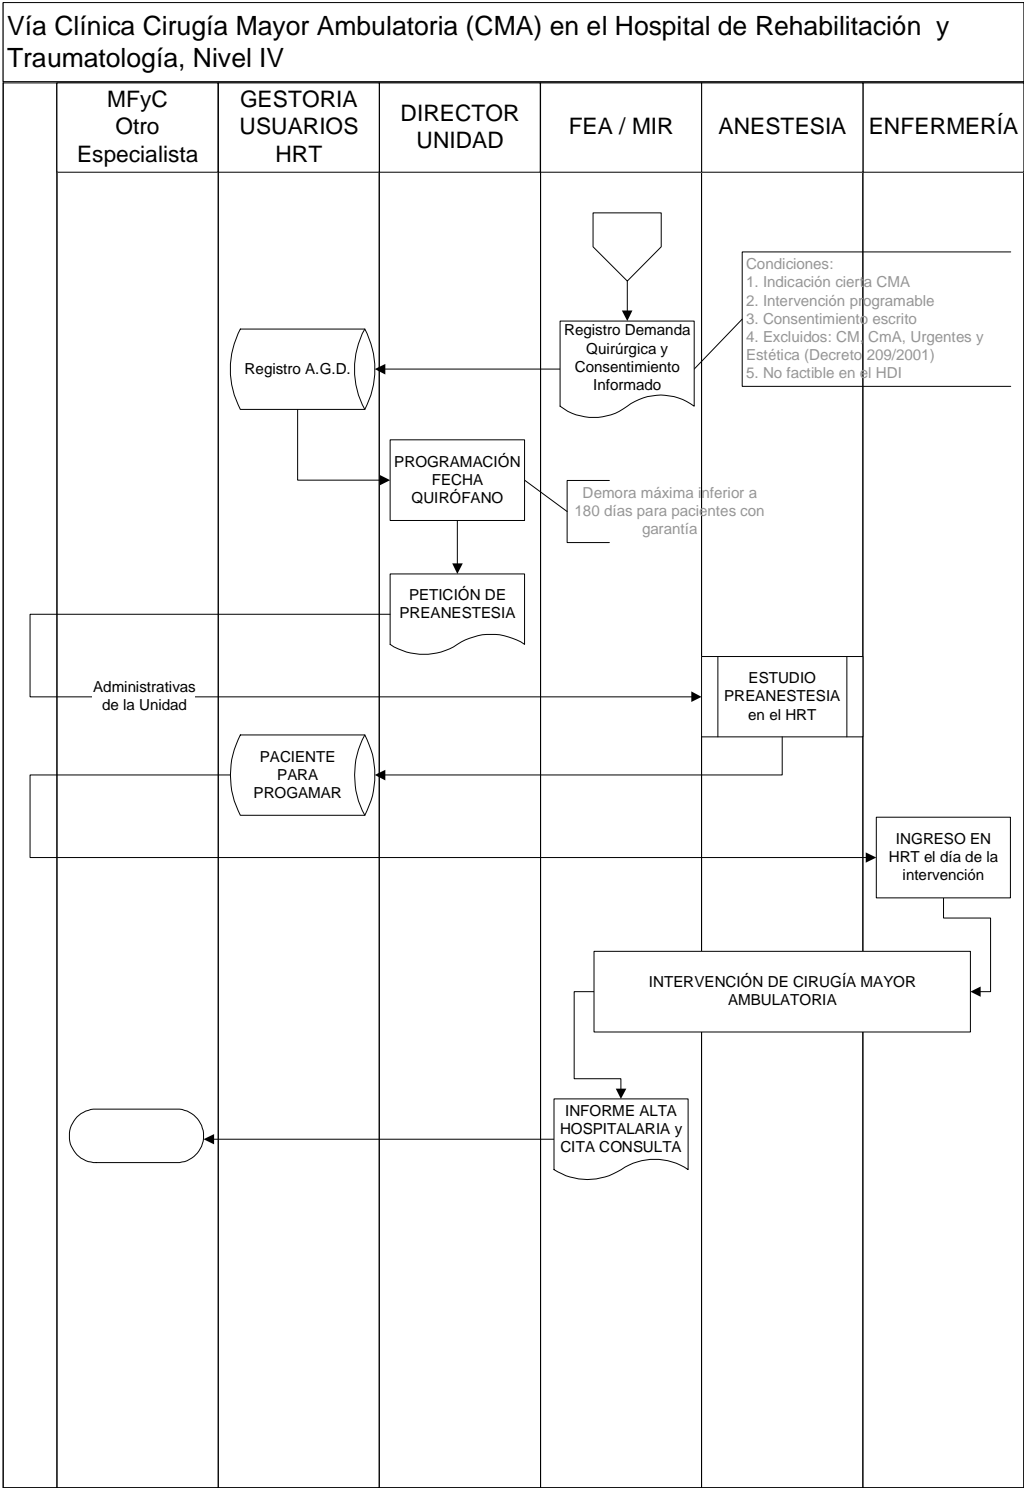 Vía Clínica Cirugía Mayor Ambulatoria (CMA) en el Hospital de Rehabilitación y
Traumatología, Nivel IV
MFyC
Otro
Especialista
GESTORIA
USUARIOS
HRT
DIRECTOR
UNIDAD
FEA / MIR
ANESTESIA
ENFERMERÍA
Condiciones:
1. Indicación cierta CMA
2. Intervención programable
3. Consentimiento escrito
4. Excluidos: CM, CmA, Urgentes y
Estética (Decreto 209/2001)
5. No factible en el HDI
Registro Demanda
Quirúrgica y
Consentimiento
Informado
Registro A.G.D.
PROGRAMACIÓN
FECHA
QUIRÓFANO
Demora máxima inferior a
180 días para pacientes con
garantía
PETICIÓN DE
PREANESTESIA
Administrativas
de la Unidad
ESTUDIO
PREANESTESIA
en el HRT
PACIENTE
PARA
PROGAMAR
INGRESO EN
HRT el día de la
intervención
INTERVENCIÓN DE CIRUGÍA MAYOR
AMBULATORIA
INFORME ALTA
HOSPITALARIA y
CITA CONSULTA